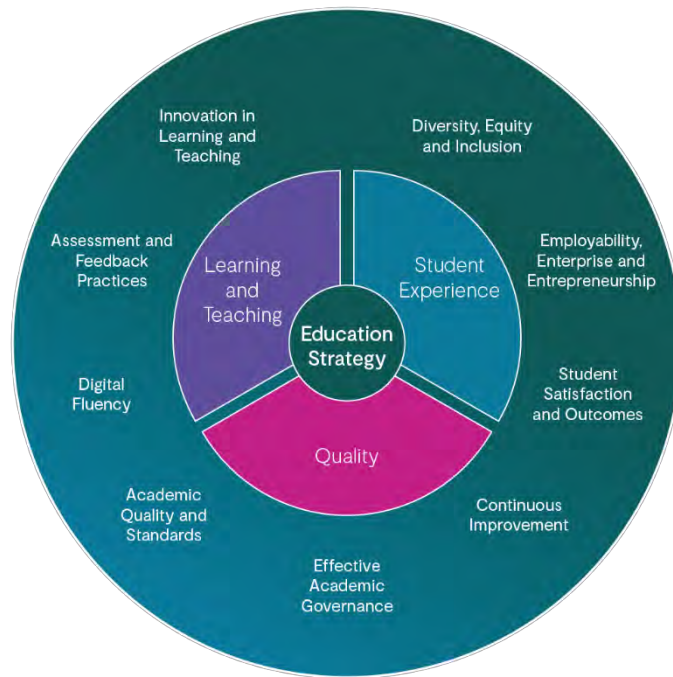 Innovation in
Learning and
Teaching
Diversity, Equity
and Inclusion
Assessment and
Feedback
Practices
Learning
and
Teaching
Student
Experience
Employability,
Enterprise and
Entrepreneurship
Education
Strategy
Digital
Fluency
Student
Satisfaction
and Outcomes
Quality
Academic
Quality and
Standards
Continuous
Improvement
Effective
Academic
Governance